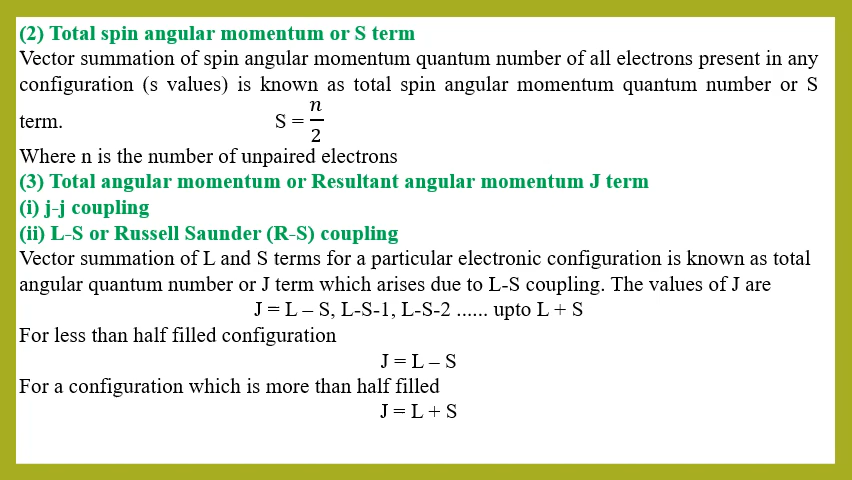 (2) Total spin angular momentum or S term
Vector summation of spin angular momentum quantum number of all electrons present in any
configuration (s values) is known as total spin angular momentum quantum number or S
term. S = n/2
Where n is the number of unpaired electrons
(3) Total angular momentum or Resultant angular momentum J term
(i) j-j coupling
(ii) L-S or Russell Saunder (R-S) coupling
Vector summation of L and S terms for a particular electronic configuration is known as total
angular quantum number or J term which arises due to L-S coupling. The values of J are
J = L – S, L-S-1, L-S-2 ...... upto L + S
For less than half filled configuration
J = L – S
For a configuration which is more than half filled
J = L + S